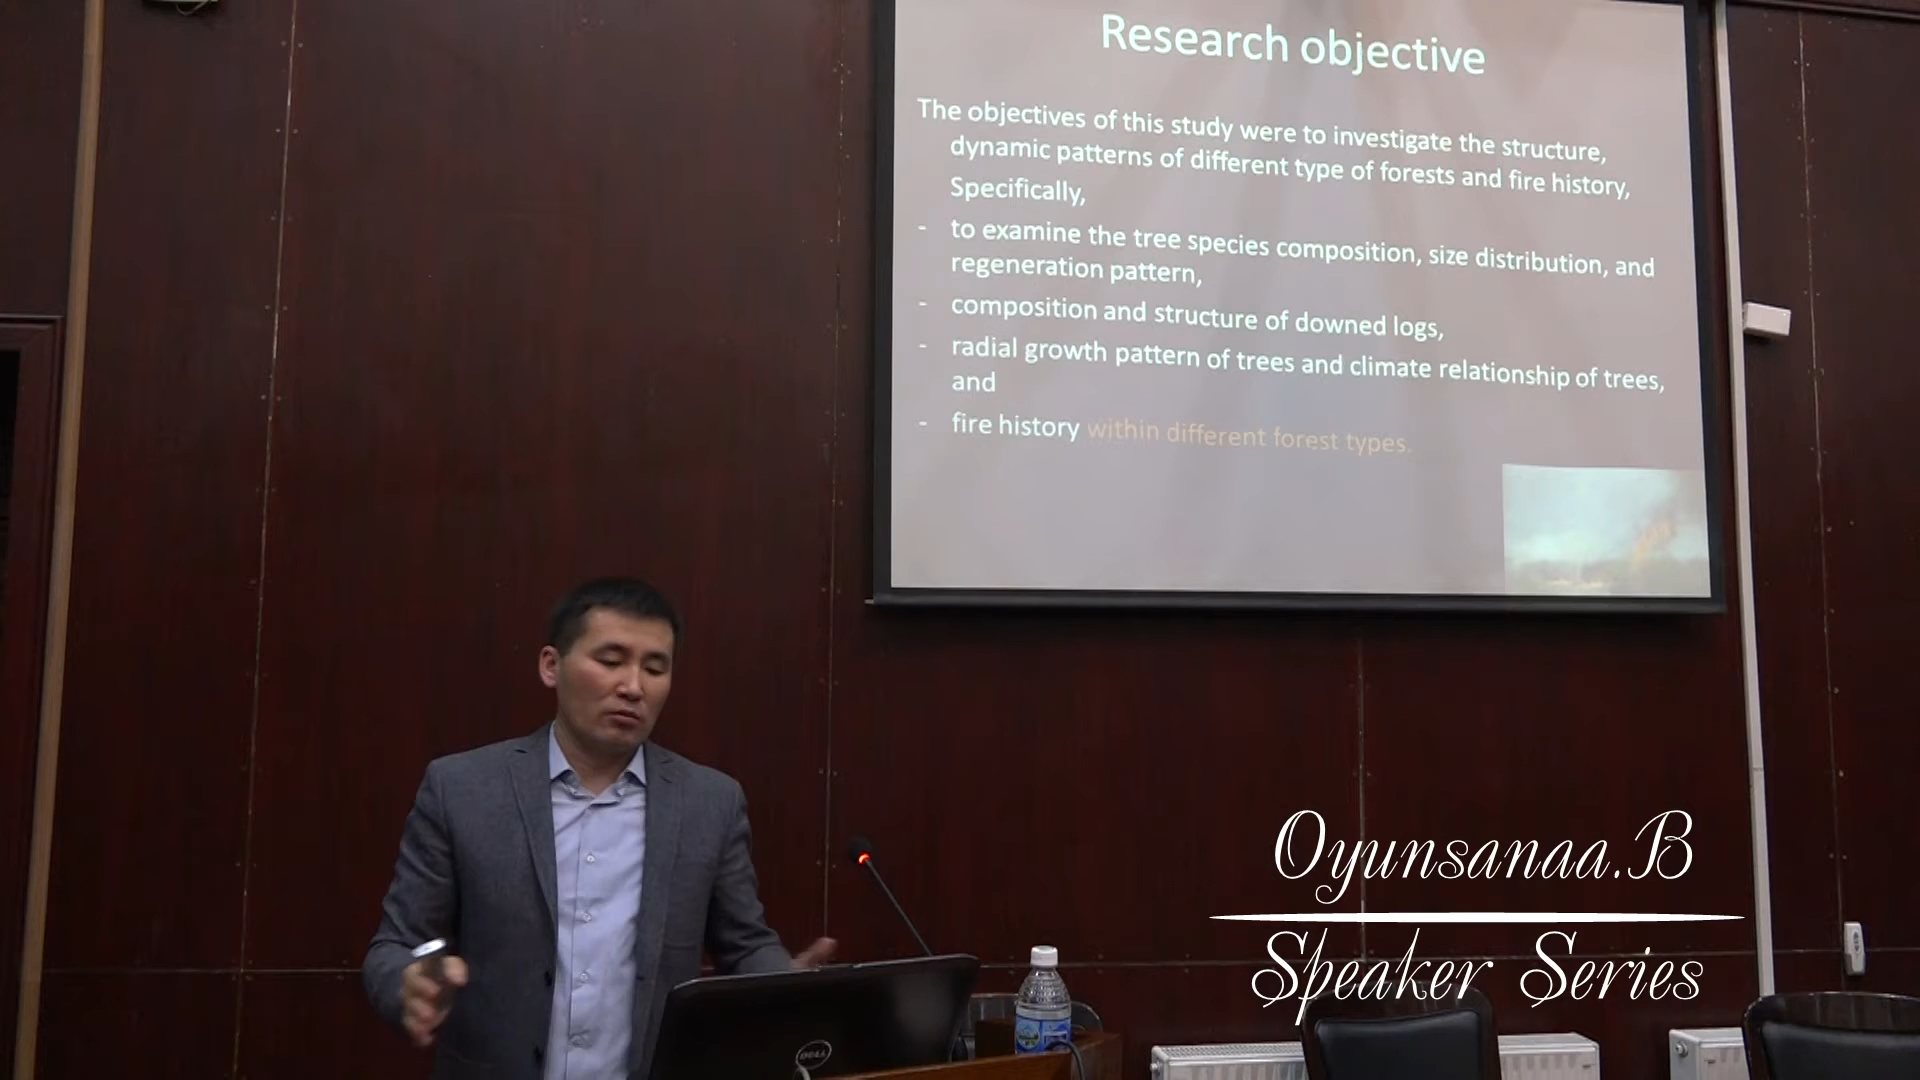 Research objective
The objectives of this study were to investigate the structure,
dynamic patterns of different type of forests and fire history,
Specifically,
- to examine the tree species composition, size distribution, and
regeneration pattern,
- composition and structure of downed logs,
- radial growth pattern of trees and climate relationship of trees,
and
- fire history within different forest types.
Oyunsanaa.B
Speaker Series
DELL